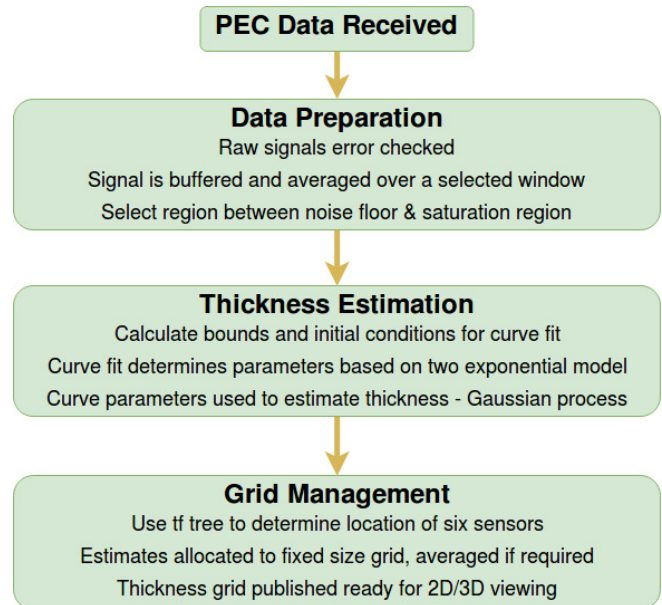 PEC Data Received
Data Preparation
Raw signals error checked
Signal is buffered and averaged over a selected window
Select region between noise floor & saturation region
Thickness Estimation
Calculate bounds and initial conditions for curve fit
Curve fit determines parameters based on two exponential model
Curve parameters used to estimate thickness - Gaussian process
Grid Management
Use tf tree to determine location of six sensors
Estimates allocated to fixed size grid, averaged if required
Thickness grid published ready for 2D/3D viewing